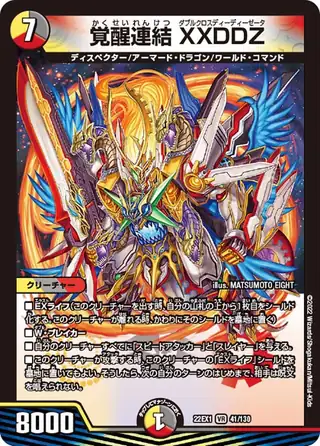 7
かくせいれんけつ ダブルクロスディーディーゼータ
覚醒連結 XXDDZ
ディスペクター/アーマード・ドラゴン/ワールド・コマンド
illus. MATSUMOTO EIGHT
クリーチャー
■EXライフ(このクリーチャーを出す時、自分の山札の上から1枚目をシールド
化する。このクリーチャーが離れる時、かわりにそのシールドを墓地に置く)
■W・ブレイカー
■自分のクリーチャーすべてに「スピードアタッカー」と「スレイヤー」を与える。
■このクリーチャーが攻撃する時、このクリーチャーの「EXライフ」シールドを
墓地に置いてもよい。そうしたら、次の自分のターンのはじめまで、相手は呪文
を唱えられない。
8000
1
22EX1 VR 41/130